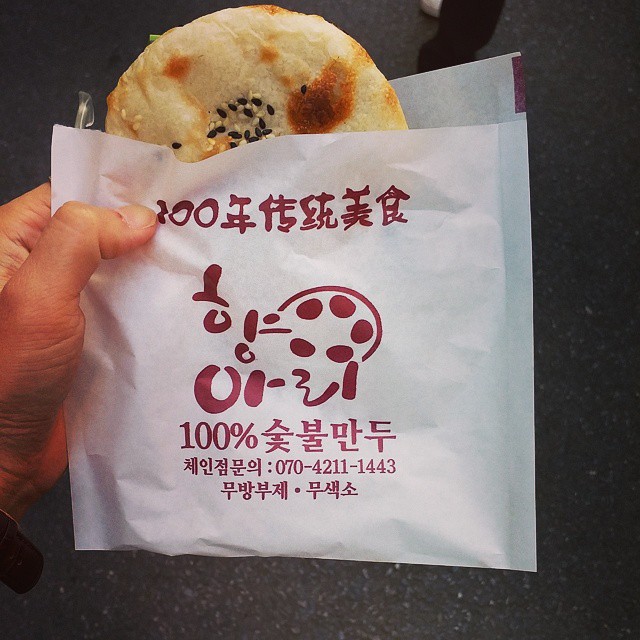 00年传统美食
항아리
100%숯불만두
체인점문의 : 070-4211-1443
무방부제 • 무색소